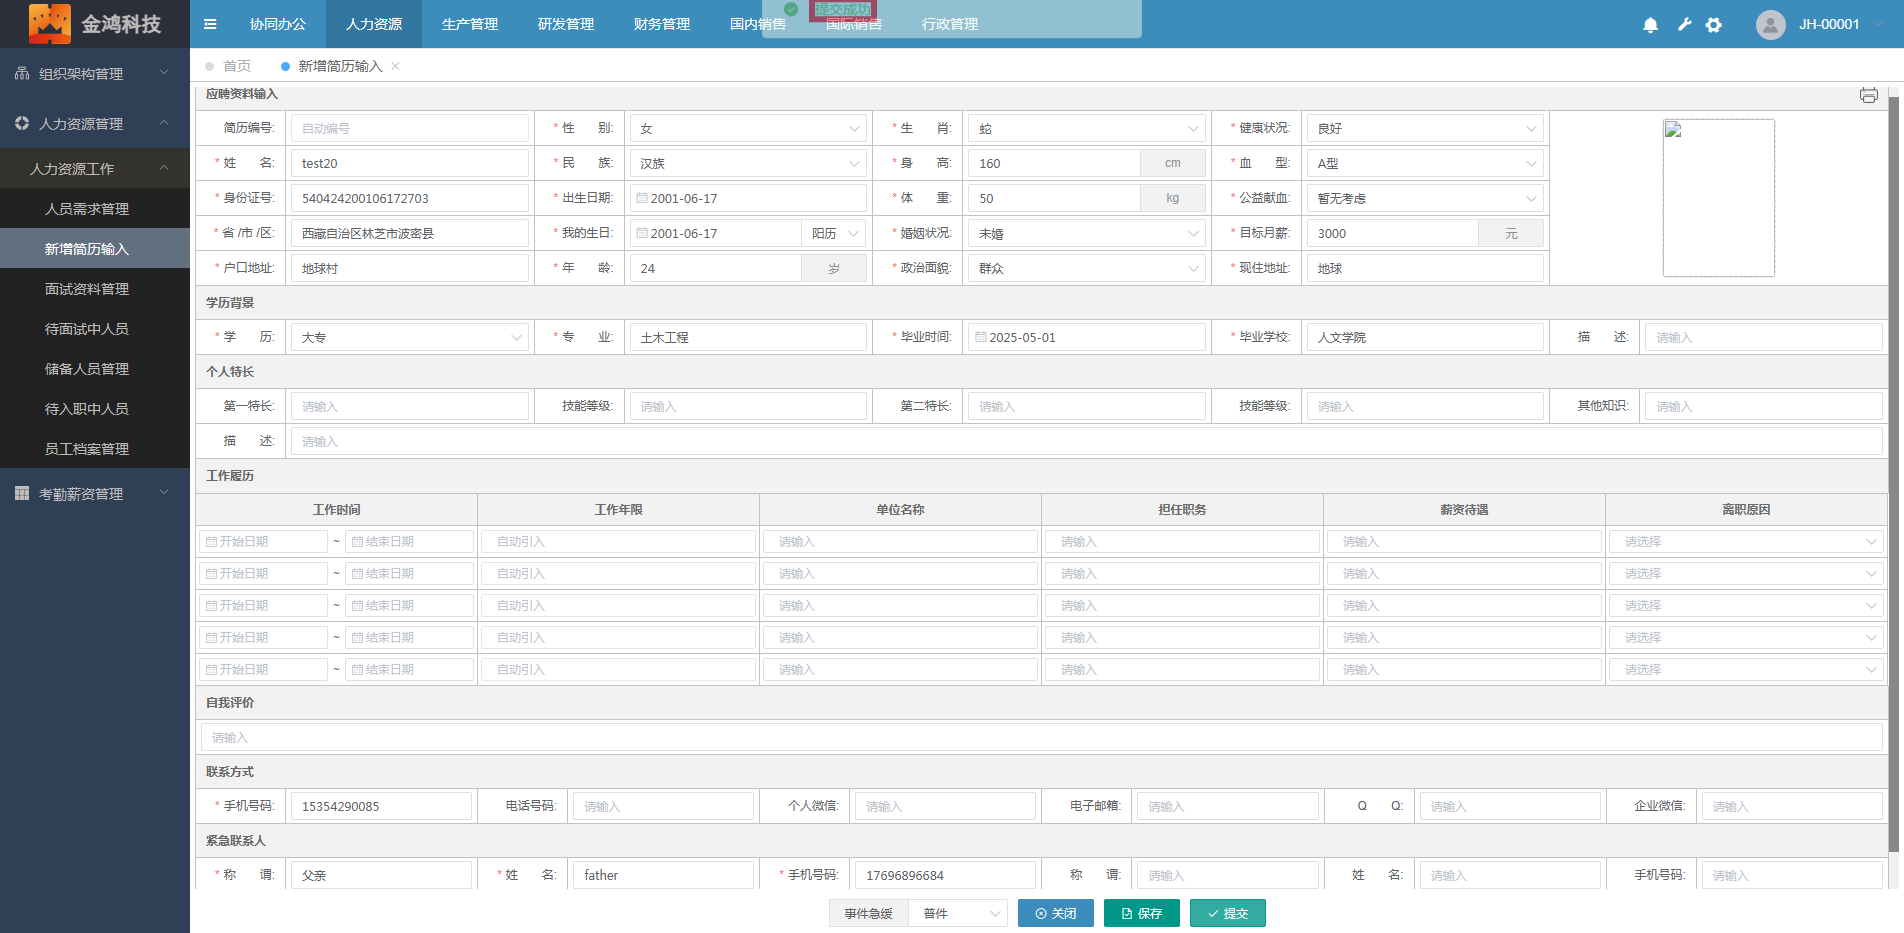 金鸿科技
协同办公 人力资源 生产管理 研发管理 财务管理 国内销售 国际销售 行政管理
提交成功
JH-00001
组织架构管理
人力资源管理
人力资源工作
人员需求管理
新增简历输入
面试资料管理
待面试中人员
储备人员管理
待入职中人员
员工档案管理
考勤薪资管理
首页 新增简历输入
应聘资料输入
简历编号: 自动编号 * 性 别: 女 * 生 肖: 蛇 * 健康状况: 良好
* 姓 名: test20 * 民 族: 汉族 * 身 高: 160 cm * 血 型: A型
* 身份证号: 540424200106172703 * 出生日期: 2001-06-17 * 体 重: 50 kg * 公益献血: 暂无考虑
* 省 /市 /区: 西藏自治区林芝市波密县 * 我的生日: 2001-06-17 阳历 * 婚姻状况: 未婚 * 目标月薪: 3000 元
* 户口地址: 地球村 * 年 龄: 24 岁 * 政治面貌: 群众 * 现住地址: 地球
学历背景
* 学 历: 大专 * 专 业: 土木工程 * 毕业时间: 2025-05-01 * 毕业学校: 人文学院 描 述: 请输入
个人特长
第一特长: 请输入 技能等级: 请输入 第二特长: 请输入 技能等级: 请输入 其他知识: 请输入
描 述: 请输入
工作履历
工作时间 工作年限 单位名称 担任职务 薪资待遇 离职原因
开始日期 ~ 结束日期 自动引入 请输入 请输入 请输入 请选择
开始日期 ~ 结束日期 自动引入 请输入 请输入 请输入 请选择
开始日期 ~ 结束日期 自动引入 请输入 请输入 请输入 请选择
开始日期 ~ 结束日期 自动引入 请输入 请输入 请输入 请选择
开始日期 ~ 结束日期 自动引入 请输入 请输入 请输入 请选择
自我评价
请输入
联系方式
* 手机号码: 15354290085 电话号码: 请输入 个人微信: 请输入 电子邮箱: 请输入 Q Q: 请输入 企业微信: 请输入
紧急联系人
* 称 谓: 父亲 * 姓 名: father * 手机号码: 17696896684 称 谓: 请输入 姓 名: 请输入 手机号码: 请输入
事件急缓 普件 关闭 保存 提交